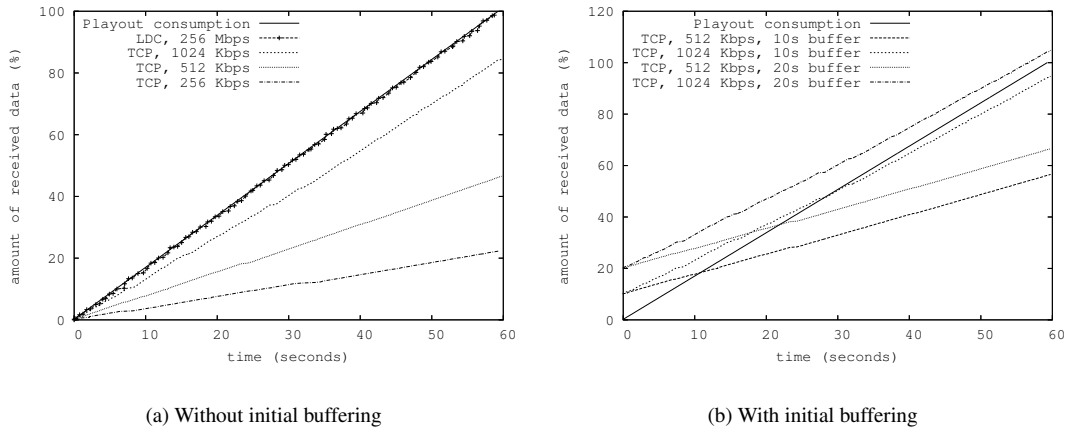 amount of received data (%)
100
80
60
40
20
0
Playout consumption
LDC, 256 Mbps
TCP, 1024 Kbps
TCP, 512 Kbps
TCP, 256 Kbps
0 10 20 30 40 50 60
time (seconds)
(a) Without initial buffering
amount of received data (%)
120
100
80
60
40
20
0
Playout consumption
TCP, 512 Kbps, 10s buffer
TCP, 1024 Kbps, 10s buffer
TCP, 512 Kbps, 20s buffer
TCP, 1024 Kbps, 20s buffer
0 10 20 30 40 50 60
time (seconds)
(b) With initial buffering